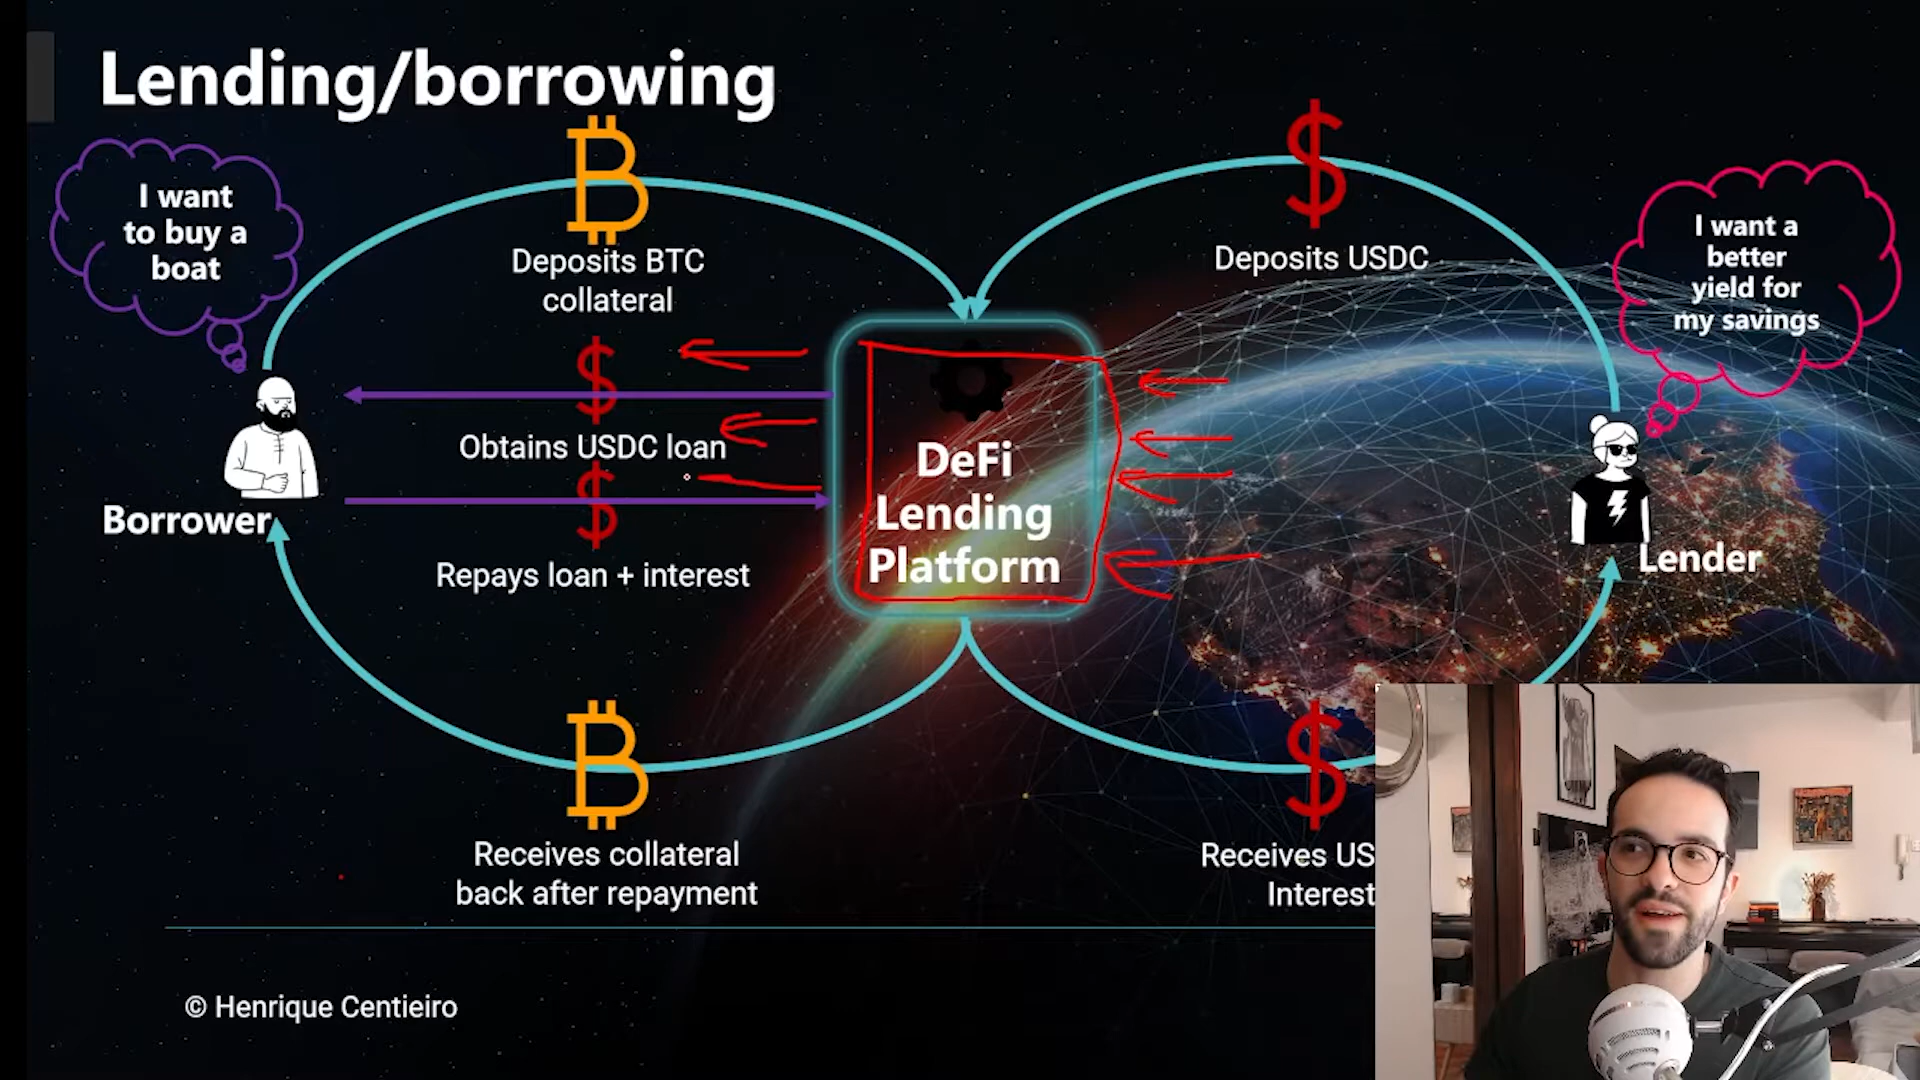 Lending/borrowing
I want
to buy a
boat
Deposits BTC
collateral
Deposits USDC
I want a
better
yield for
my savings
Obtains USDC loan
DeFi
Lending
Platform
Borrower
Lender
Repays loan + interest
Receives collateral
back after repayment
Receives US
Interest
© Henrique Centieiro